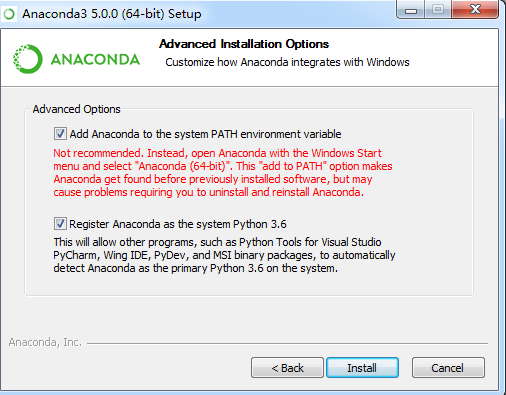 Anaconda3 5.0.0 (64-bit) Setup
ANACONDA
Advanced Installation Options
Customize how Anaconda integrates with Windows
Advanced Options
Add Anaconda to the system PATH environment variable
Not recommended. Instead, open Anaconda with the Windows Start
menu and select "Anaconda (64-bit)". This "add to PATH" option makes
Anaconda get found before previously installed software, but may
cause problems requiring you to uninstall and reinstall Anaconda.
Register Anaconda as the system Python 3.6
This will allow other programs, such as Python Tools for Visual Studio
PyCharm, Wing IDE, PyDev, and MSI binary packages, to automatically
detect Anaconda as the primary Python 3.6 on the system.
Anaconda, Inc.
< Back
Install
Cancel